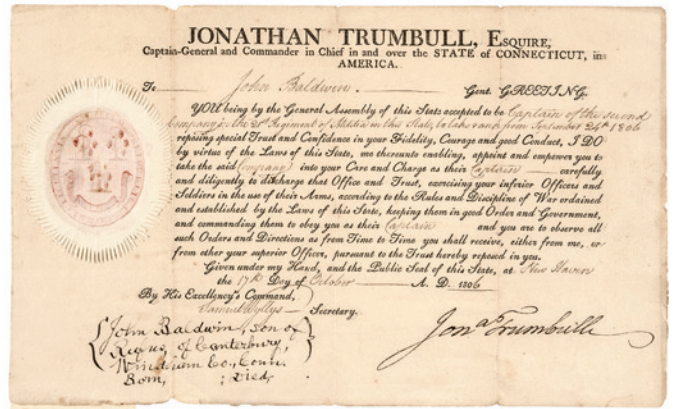 JONATHAN TRUMBULL, ESQUIRE,
Captain-General and Commander in Chief in and over the STATE of CONNECTICUT, in
AMERICA.
To John Baldwin. Gent. GREETING.
YOU being by the General Assembly of this State accepted to be Captain of the second
Company in the 21st Regiment of Militia in this State, to take rank from September 24th 1806
reposing special Trust and Confidence in your Fidelity, Courage and good Conduct, I DO
by virtue of the Laws of this State, me thereunto enabling, appoint and empower you to
take the said Company into your Care and Charge as their Captain carefully
and diligently to discharge that Office and Trust, exercising your inferior Officers and
Soldiers in the use of their Arms, according to the Rules and Discipline of War ordained
and established by the Laws of this State, keeping them in good Order and Government,
and commanding them to obey you as their Captain and you are to observe all
such Orders and Directions as from Time to Time you shall receive, either from me, or
from other your superior Officer, pursuant to the Trust hereby reposed in you.
Given under my Hand, and the Public Seal of this State, at New Haven
the 17th Day of October A. D. 1806
By His Excellency's Command,
Samuel Wyllys Secretary.
Jonath Trumbull
John Baldwin, son of
Rufus of Canterbury,
Windham Co., Conn.
Born, ; Died,